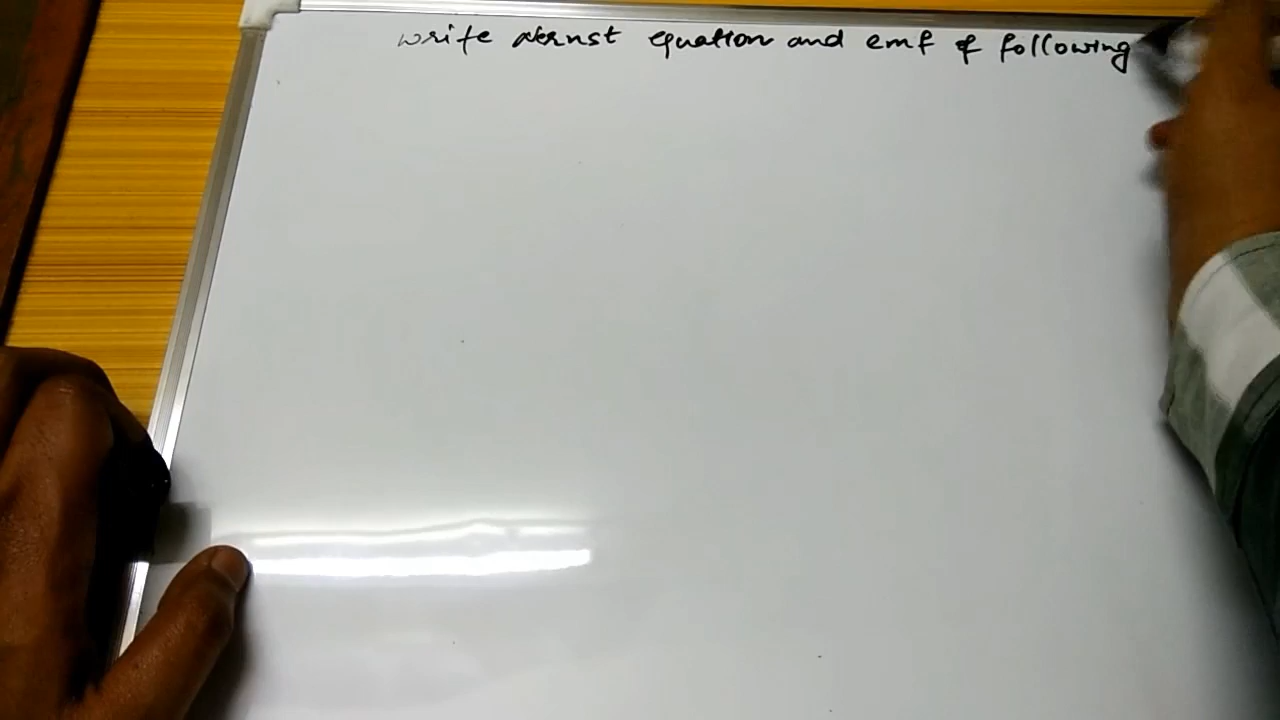 write nernst equation and emf of following